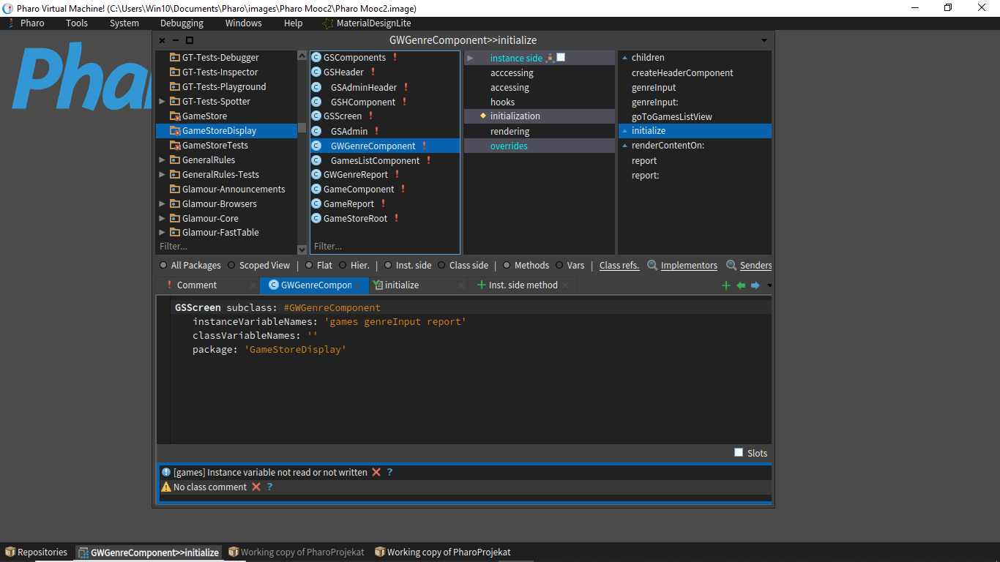 Pharo Virtual Machine! (C:\Users\Win10\Documents\Pharo\images\Pharo Mooc2\Pharo Mooc2.image)
Pharo Tools System Debugging Windows Help MaterialDesignLite
Pha
GWGenreComponent>>initialize
GT-Tests-Debugger
GT-Tests-Inspector
GT-Tests-Playground
GT-Tests-Spotter
GameStore
GameStoreDisplay
GameStoreTests
GeneralRules
GeneralRules-Tests
Glamour-Announcements
Glamour-Browsers
Glamour-Core
Glamour-FastTable
Filter...
GSComponents
GSHeader
GSAdminHeader
GSHComponent
GSScreen
GSAdmin
GWGenreComponent
GamesListComponent
GWGenreReport
GameComponent
GameReport
GameStoreRoot
Filter...
instance side
acccessing
accessing
hooks
initialization
rendering
overrides
children
createHeaderComponent
genreInput
genreInput:
goToGamesListView
initialize
renderContentOn:
report
report:
All Packages Scoped View | Flat Hier. | Inst. side Class side | Methods Vars | Class refs. Implementors Senders
Comment GWGenreCompon initialize Inst. side method
GSScreen subclass: #GWGenreComponent
instanceVariableNames: 'games genreInput report'
classVariableNames: ''
package: 'GameStoreDisplay'
Slots
[games] Instance variable not read or not written ?
No class comment ?
Repositories GWGenreComponent>>initialize Working copy of PharoProjekat Working copy of PharoProjekat